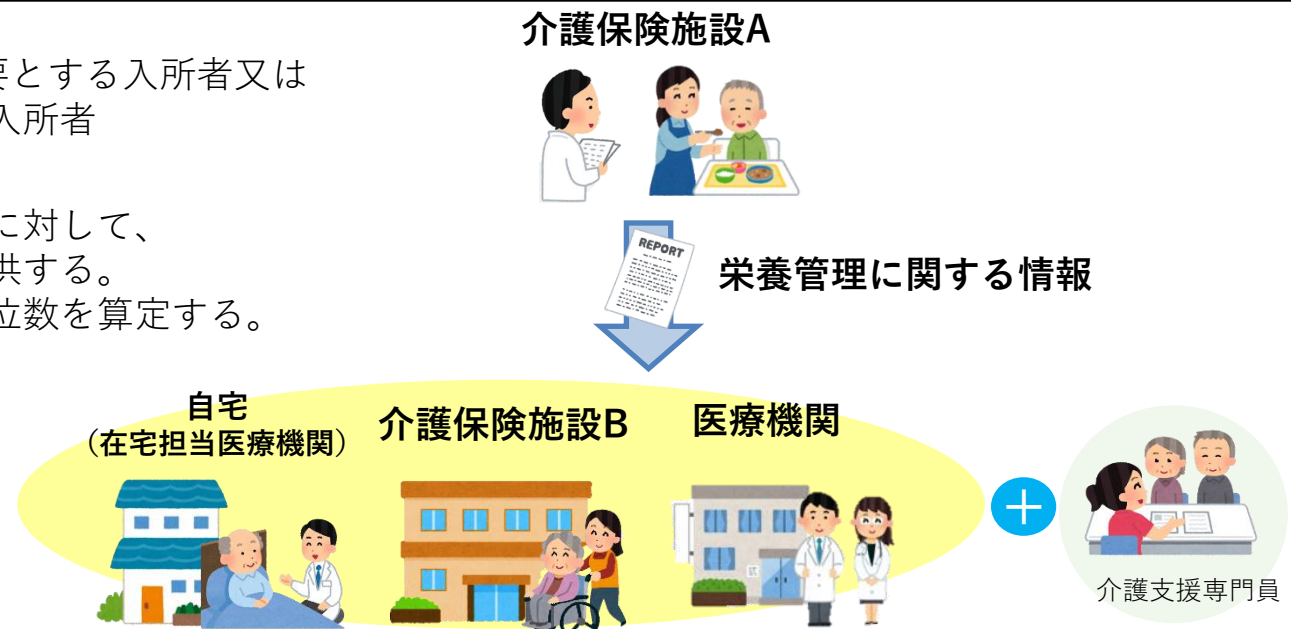 介護保険施設A
要とする入所者又は
入所者
に対して、
供する。
位数を算定する。
REPORT
栄養管理に関する情報
自宅
（在宅担当医療機関）
介護保険施設B
医療機関
＋
介護支援専門員